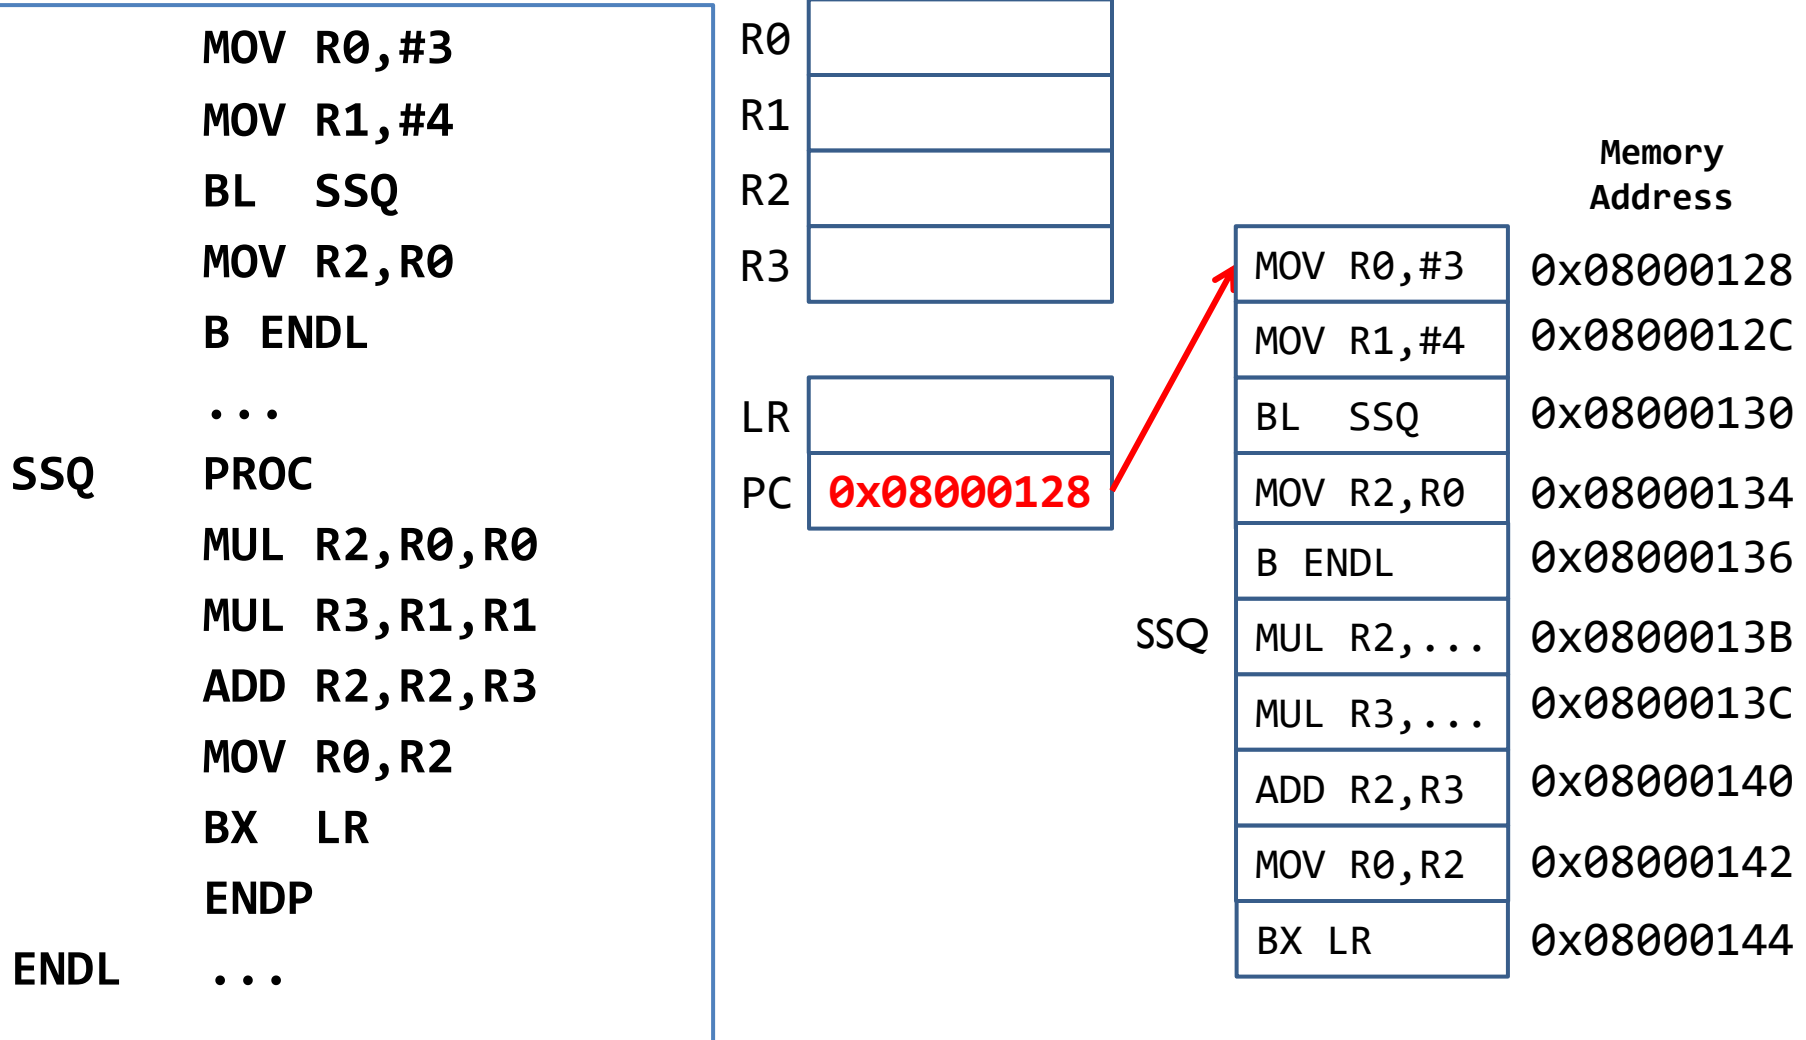 MOV R0,#3
MOV R1,#4
BL  SSQ
MOV R2,R0
B ENDL
...
SSQ PROC
MUL R2,R0,R0
MUL R3,R1,R1
ADD R2,R2,R3
MOV R0,R2
BX  LR
ENDP
ENDL ...
R0
R1
R2
R3
LR
PC 0x08000128
Memory
Address
MOV R0,#3 0x08000128
MOV R1,#4 0x0800012C
BL  SSQ 0x08000130
MOV R2,R0 0x08000134
B ENDL 0x08000136
SSQ MUL R2,... 0x0800013B
MUL R3,... 0x0800013C
ADD R2,R3 0x08000140
MOV R0,R2 0x08000142
BX LR 0x08000144